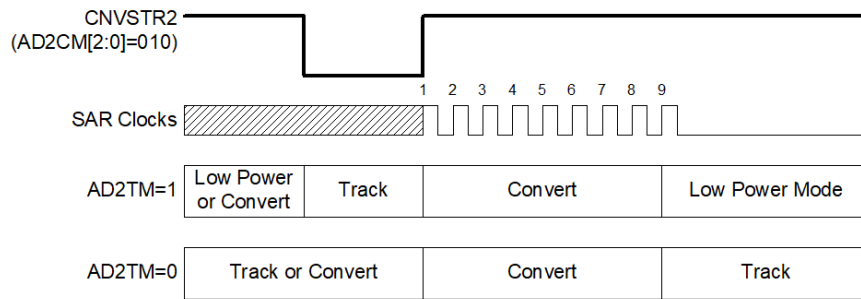 CNVSTR2
(AD2CM[2:0]=010)
1 2 3 4 5 6 7 8 9
SAR Clocks
AD2TM=1
Low Power
or Convert
Track
Convert
Low Power Mode
AD2TM=0
Track or Convert
Convert
Track